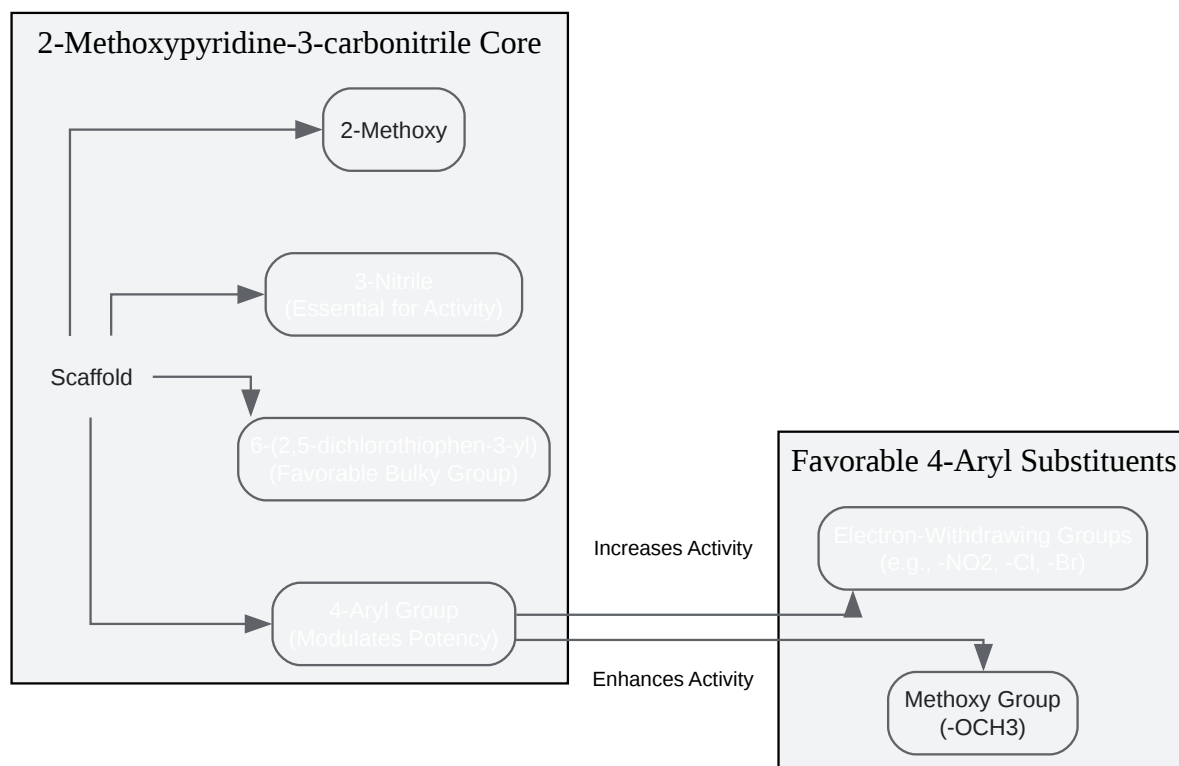 2-Methoxypyridine-3-carbonitrile Core
2-Methoxy
3-Nitrile
(Essential for Activity)
Scaffold
6-(2,5-dichlorothiophen-3-yl)
(Favorable Bulky Group)
4-Aryl Group
(Modulates Potency)
Increases Activity
Enhances Activity
Favorable 4-Aryl Substituents
Electron-Withdrawing Groups
(e.g., -NO2, -Cl, -Br)
Methoxy Group
(-OCH3)